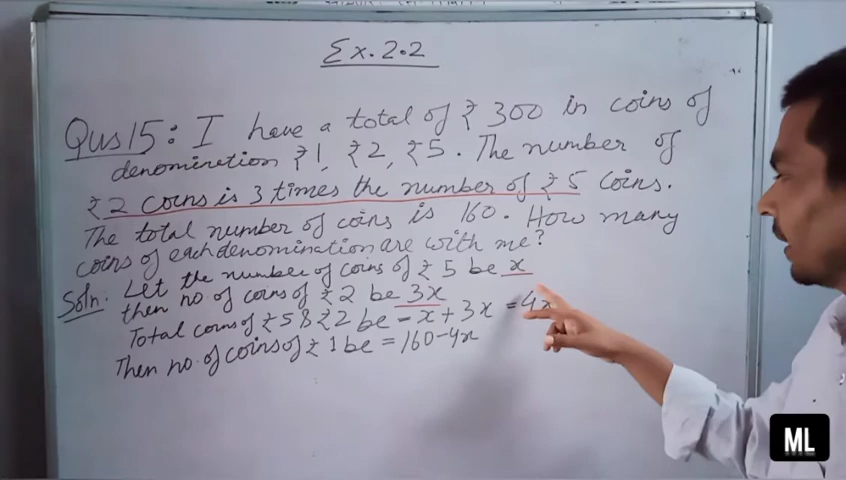 Ex.2.2
Qus 15: I have a total of ₹ 300 in coins of
denominetion ₹1, ₹2, ₹5. The number of
₹2 coins is 3 times the number of ₹5 coins.
The total number of coins is 160. How many
coins of each denomination are with me?
Soln. Let the number of coins of ₹5 be x
then no. of coins of ₹2 be 3x
Total coins of ₹5 & ₹2 be = x + 3x = 4x
Then no. of coins of ₹1 be = 160-4x
ML